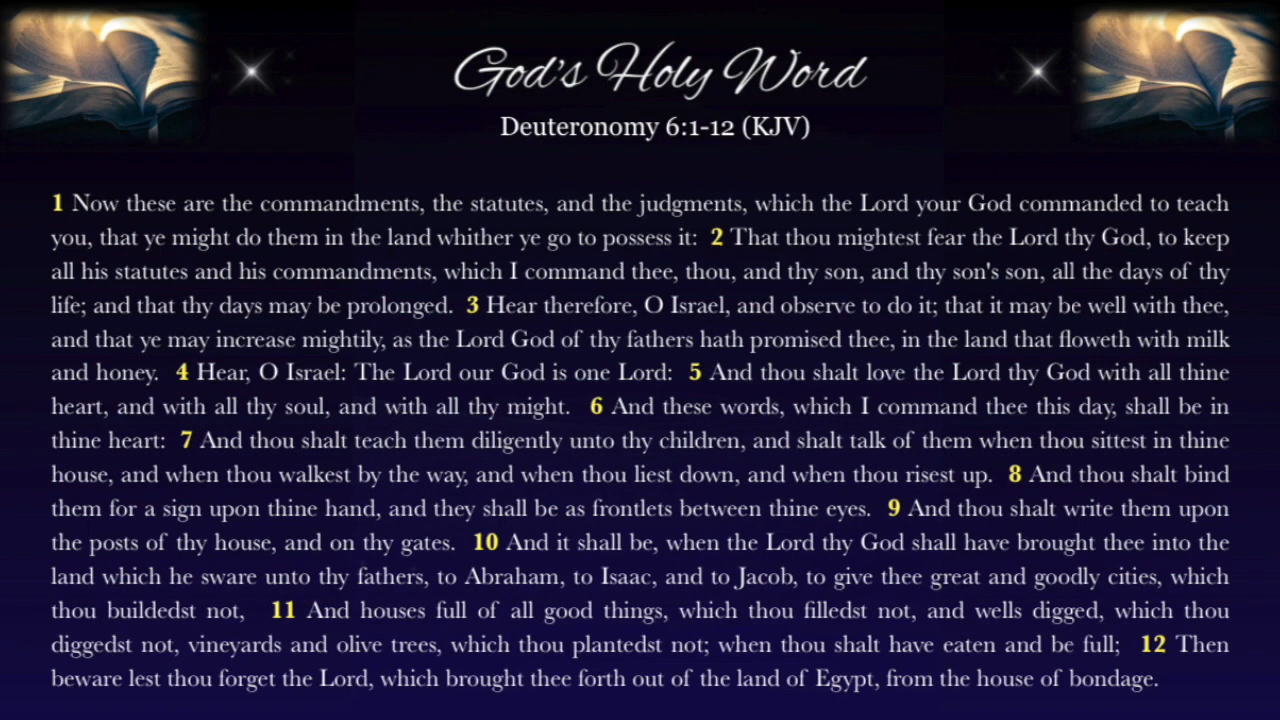 God's Holy Word
Deuteronomy 6:1-12 (KJV)
1 Now these are the commandments, the statutes, and the judgments, which the Lord your God commanded to teach
you, that ye might do them in the land whither ye go to possess it: 2 That thou mightest fear the Lord thy God, to keep
all his statutes and his commandments, which I command thee, thou, and thy son, and thy son's son, all the days of thy
life; and that thy days may be prolonged. 3 Hear therefore, O Israel, and observe to do it; that it may be well with thee,
and that ye may increase mightily, as the Lord God of thy fathers hath promised thee, in the land that floweth with milk
and honey. 4 Hear, O Israel: The Lord our God is one Lord: 5 And thou shalt love the Lord thy God with all thine
heart, and with all thy soul, and with all thy might. 6 And these words, which I command thee this day, shall be in
thine heart: 7 And thou shalt teach them diligently unto thy children, and shalt talk of them when thou sittest in thine
house, and when thou walkest by the way, and when thou liest down, and when thou risest up. 8 And thou shalt bind
them for a sign upon thine hand, and they shall be as frontlets between thine eyes. 9 And thou shalt write them upon
the posts of thy house, and on thy gates. 10 And it shall be, when the Lord thy God shall have brought thee into the
land which he sware unto thy fathers, to Abraham, to Isaac, and to Jacob, to give thee great and goodly cities, which
thou buildedst not, 11 And houses full of all good things, which thou filledst not, and wells digged, which thou
diggedst not, vineyards and olive trees, which thou plantedst not; when thou shalt have eaten and be full; 12 Then
beware lest thou forget the Lord, which brought thee forth out of the land of Egypt, from the house of bondage.